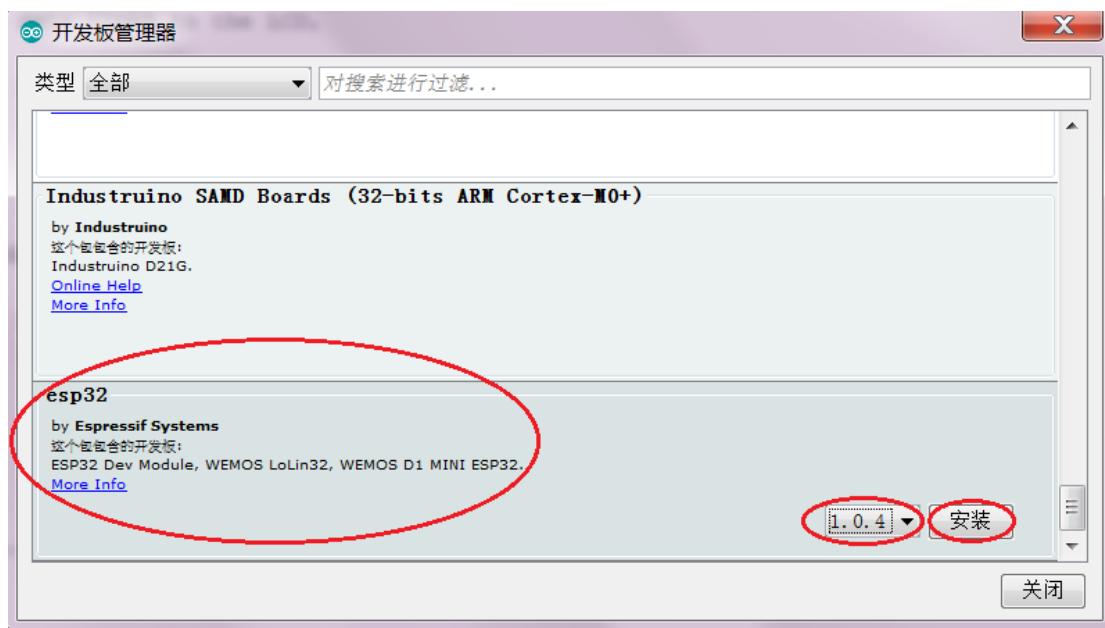 开发板管理器
类型 全部 对搜索进行过滤...
Industruino SAMD Boards (32-bits ARM Cortex-M0+)
by Industruino
这个包包含的开发板:
Industruino D21G.
Online Help
More Info
esp32
by Espressif Systems
这个包包含的开发板:
ESP32 Dev Module, WEMOS LoLin32, WEMOS D1 MINI ESP32.
More Info
1.0.4 安装
关闭